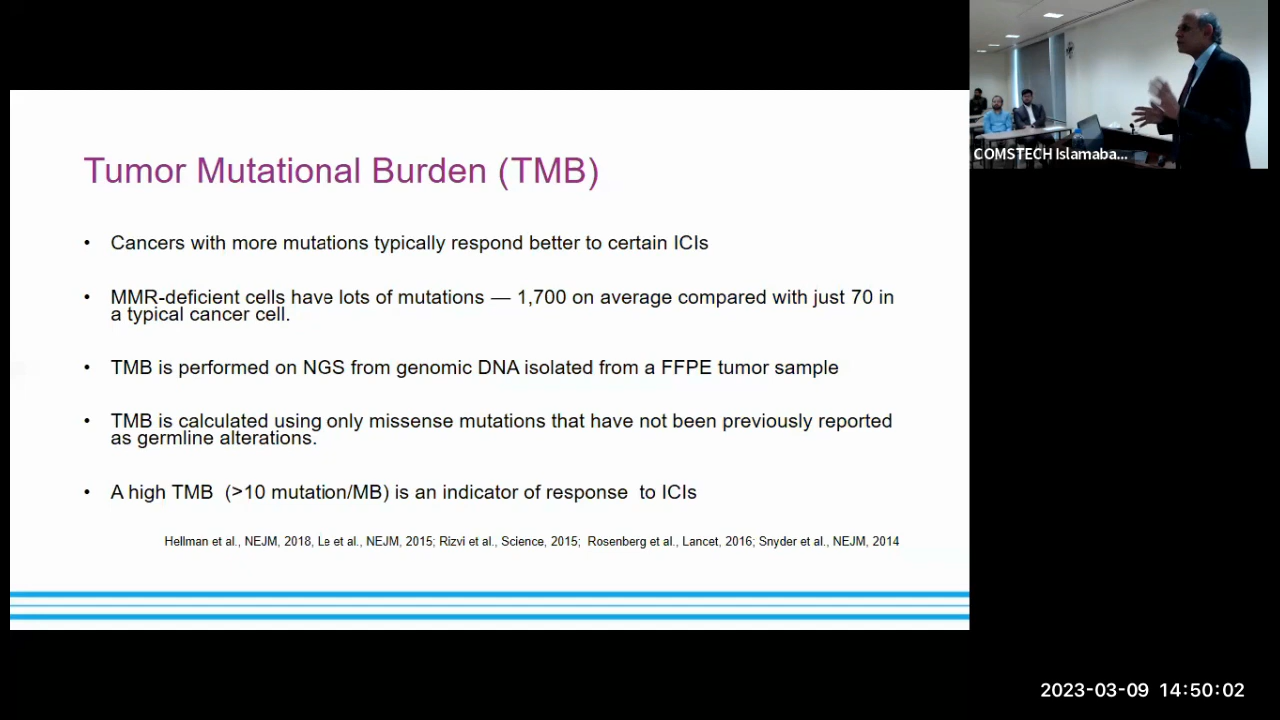 COMSTECH Islamaba...
Tumor Mutational Burden (TMB)
• Cancers with more mutations typically respond better to certain ICIs
• MMR-deficient cells have lots of mutations — 1,700 on average compared with just 70 in
a typical cancer cell.
• TMB is performed on NGS from genomic DNA isolated from a FFPE tumor sample
• TMB is calculated using only missense mutations that have not been previously reported
as germline alterations.
• A high TMB (>10 mutation/MB) is an indicator of response to ICIs
Hellman et al., NEJM, 2018, Le et al., NEJM, 2015; Rizvi et al., Science, 2015; Rosenberg et al., Lancet, 2016; Snyder et al., NEJM, 2014
2023-03-09 14:50:02